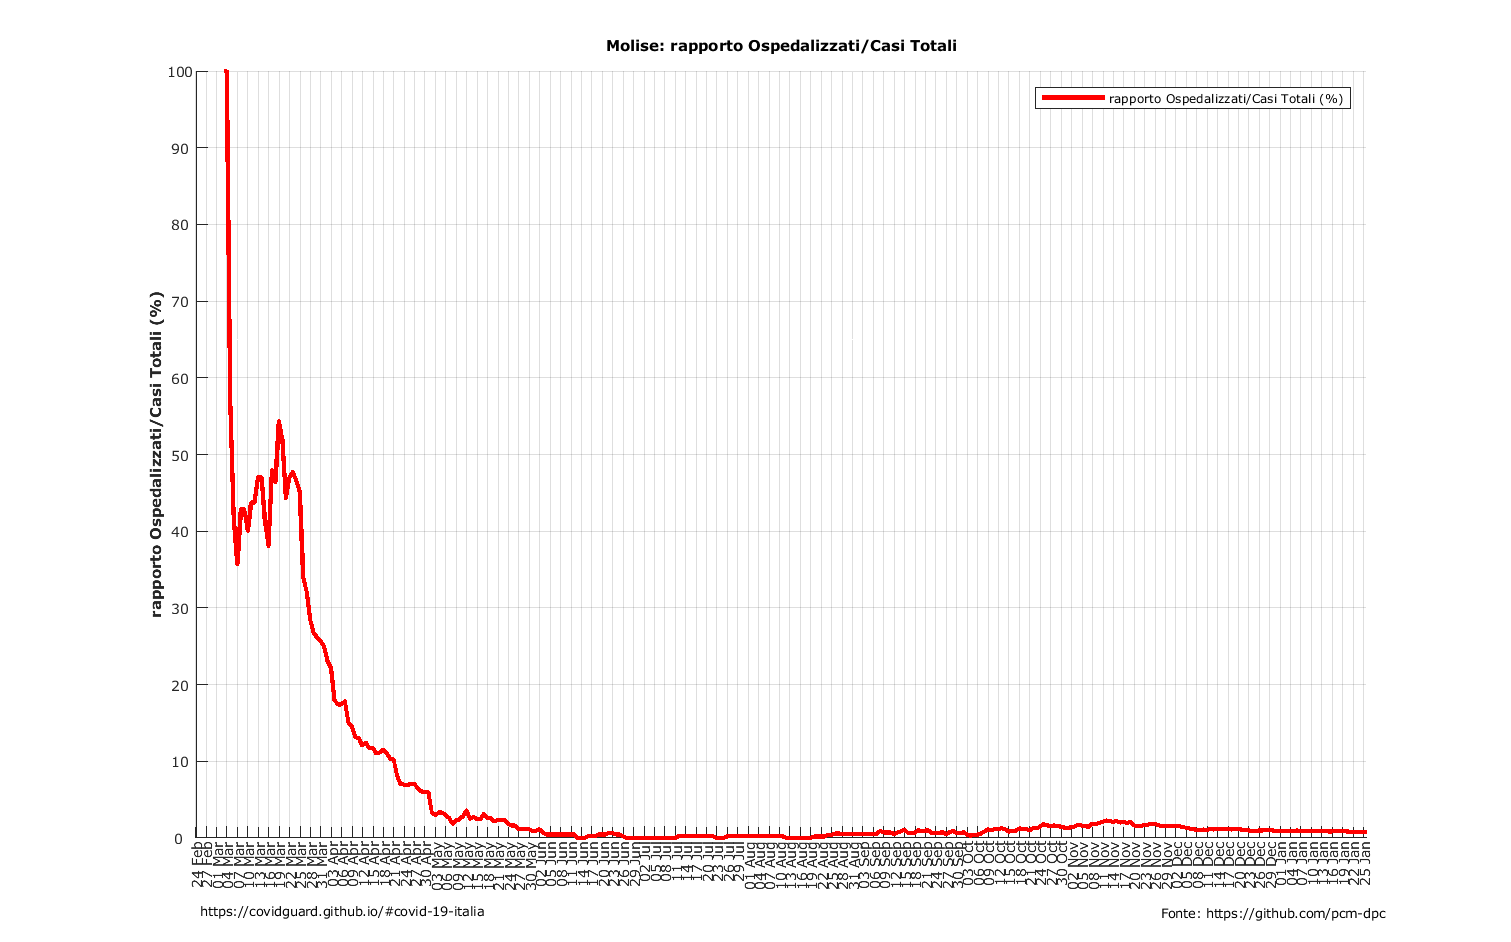 Molise: rapporto Ospedalizzati/Casi Totali
rapporto Ospedalizzati/Casi Totali (%)
rapporto Ospedalizzati/Casi Totali (%)
100
90
80
70
60
50
40
30
20
10
0
24 Feb
27 Feb
01 Mar
04 Mar
07 Mar
10 Mar
13 Mar
16 Mar
19 Mar
22 Mar
25 Mar
28 Mar
31 Mar
03 Apr
06 Apr
09 Apr
12 Apr
15 Apr
18 Apr
21 Apr
24 Apr
27 Apr
30 Apr
03 May
06 May
09 May
12 May
15 May
18 May
21 May
24 May
27 May
30 May
02 Jun
05 Jun
08 Jun
11 Jun
14 Jun
17 Jun
20 Jun
23 Jun
26 Jun
29 Jun
02 Jul
05 Jul
08 Jul
11 Jul
14 Jul
17 Jul
20 Jul
23 Jul
26 Jul
29 Jul
01 Aug
04 Aug
07 Aug
10 Aug
13 Aug
16 Aug
19 Aug
22 Aug
25 Aug
28 Aug
31 Aug
03 Sep
06 Sep
09 Sep
12 Sep
15 Sep
18 Sep
21 Sep
24 Sep
27 Sep
30 Sep
03 Oct
06 Oct
09 Oct
12 Oct
15 Oct
18 Oct
21 Oct
24 Oct
27 Oct
30 Oct
02 Nov
05 Nov
08 Nov
11 Nov
14 Nov
17 Nov
20 Nov
23 Nov
26 Nov
29 Nov
02 Dec
05 Dec
08 Dec
11 Dec
14 Dec
17 Dec
20 Dec
23 Dec
26 Dec
29 Dec
01 Jan
04 Jan
07 Jan
10 Jan
13 Jan
16 Jan
19 Jan
22 Jan
25 Jan
https://covidguard.github.io/#covid-19-italia
Fonte: https://github.com/pcm-dpc